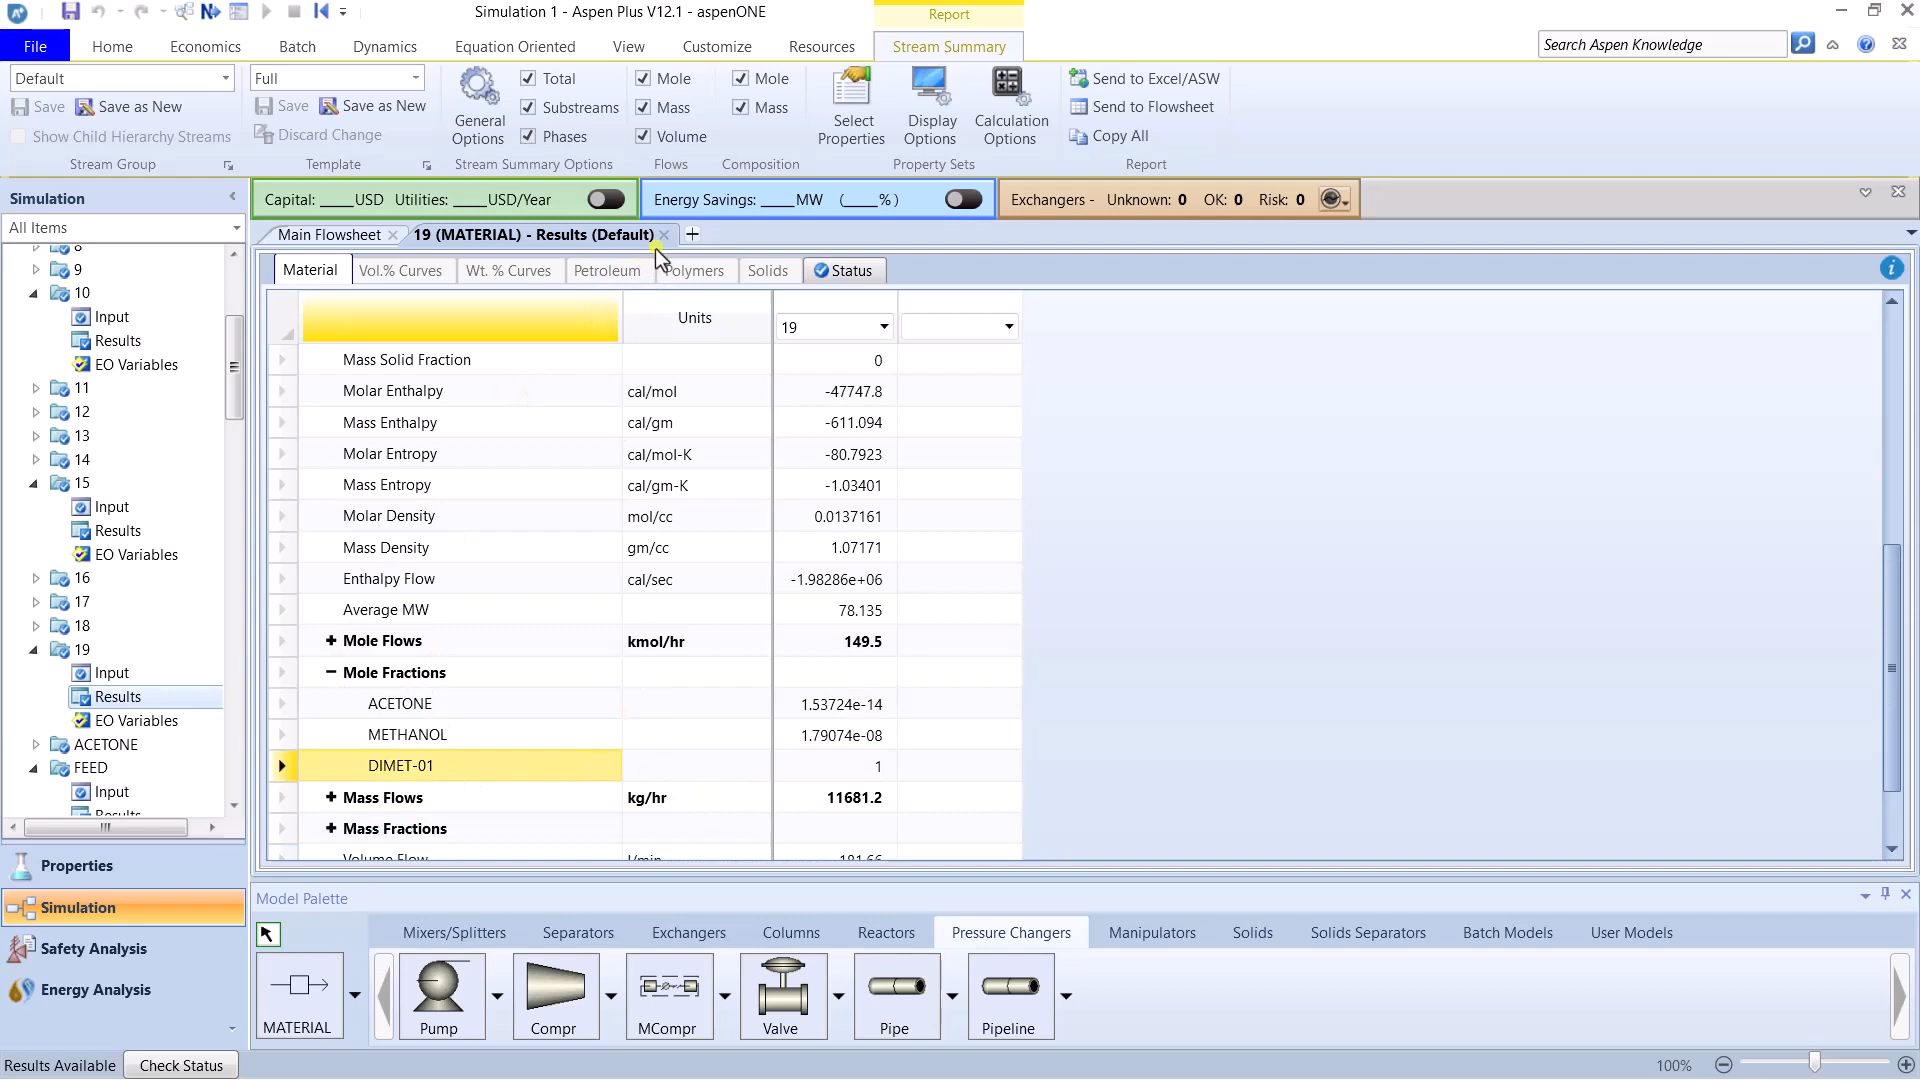 Simulation 1 - Aspen Plus V12.1 - aspenONE
Report
File Home Economics Batch Dynamics Equation Oriented View Customize Resources Stream Summary
Search Aspen Knowledge
Default
Save Save as New
Show Child Hierarchy Streams
Stream Group
Full
Save Save as New
Discard Change
Template
General Options
Total
Substreams
Phases
Stream Summary Options
Mole
Mass
Volume
Flows
Mole
Mass
Composition
Select Properties
Display Options
Calculation Options
Property Sets
Send to Excel/ASW
Send to Flowsheet
Copy All
Report
Simulation
All Items
8
9
10
Input
Results
EO Variables
11
12
13
14
15
Input
Results
EO Variables
16
17
18
19
Input
Results
EO Variables
ACETONE
FEED
Input
Results
Properties
Simulation
Safety Analysis
Energy Analysis
Capital: ____USD Utilities: ____USD/Year
Energy Savings: ____MW (____%)
Exchangers - Unknown: 0 OK: 0 Risk: 0
Main Flowsheet 19 (MATERIAL) - Results (Default) +
Material Vol.% Curves Wt. % Curves Petroleum Polymers Solids Status
Units 19
Mass Solid Fraction 0
Molar Enthalpy cal/mol -47747.8
Mass Enthalpy cal/gm -611.094
Molar Entropy cal/mol-K -80.7923
Mass Entropy cal/gm-K -1.03401
Molar Density mol/cc 0.0137161
Mass Density gm/cc 1.07171
Enthalpy Flow cal/sec -1.98286e+06
Average MW 78.135
+ Mole Flows kmol/hr 149.5
− Mole Fractions
ACETONE 1.53724e-14
METHANOL 1.79074e-08
DIMET-01 1
+ Mass Flows kg/hr 11681.2
+ Mass Fractions
Volume Flow l/min 181.66
Model Palette
Mixers/Splitters Separators Exchangers Columns Reactors Pressure Changers Manipulators Solids Solids Separators Batch Models User Models
MATERIAL Pump Compr MCompr Valve Pipe Pipeline
Results Available Check Status 100%